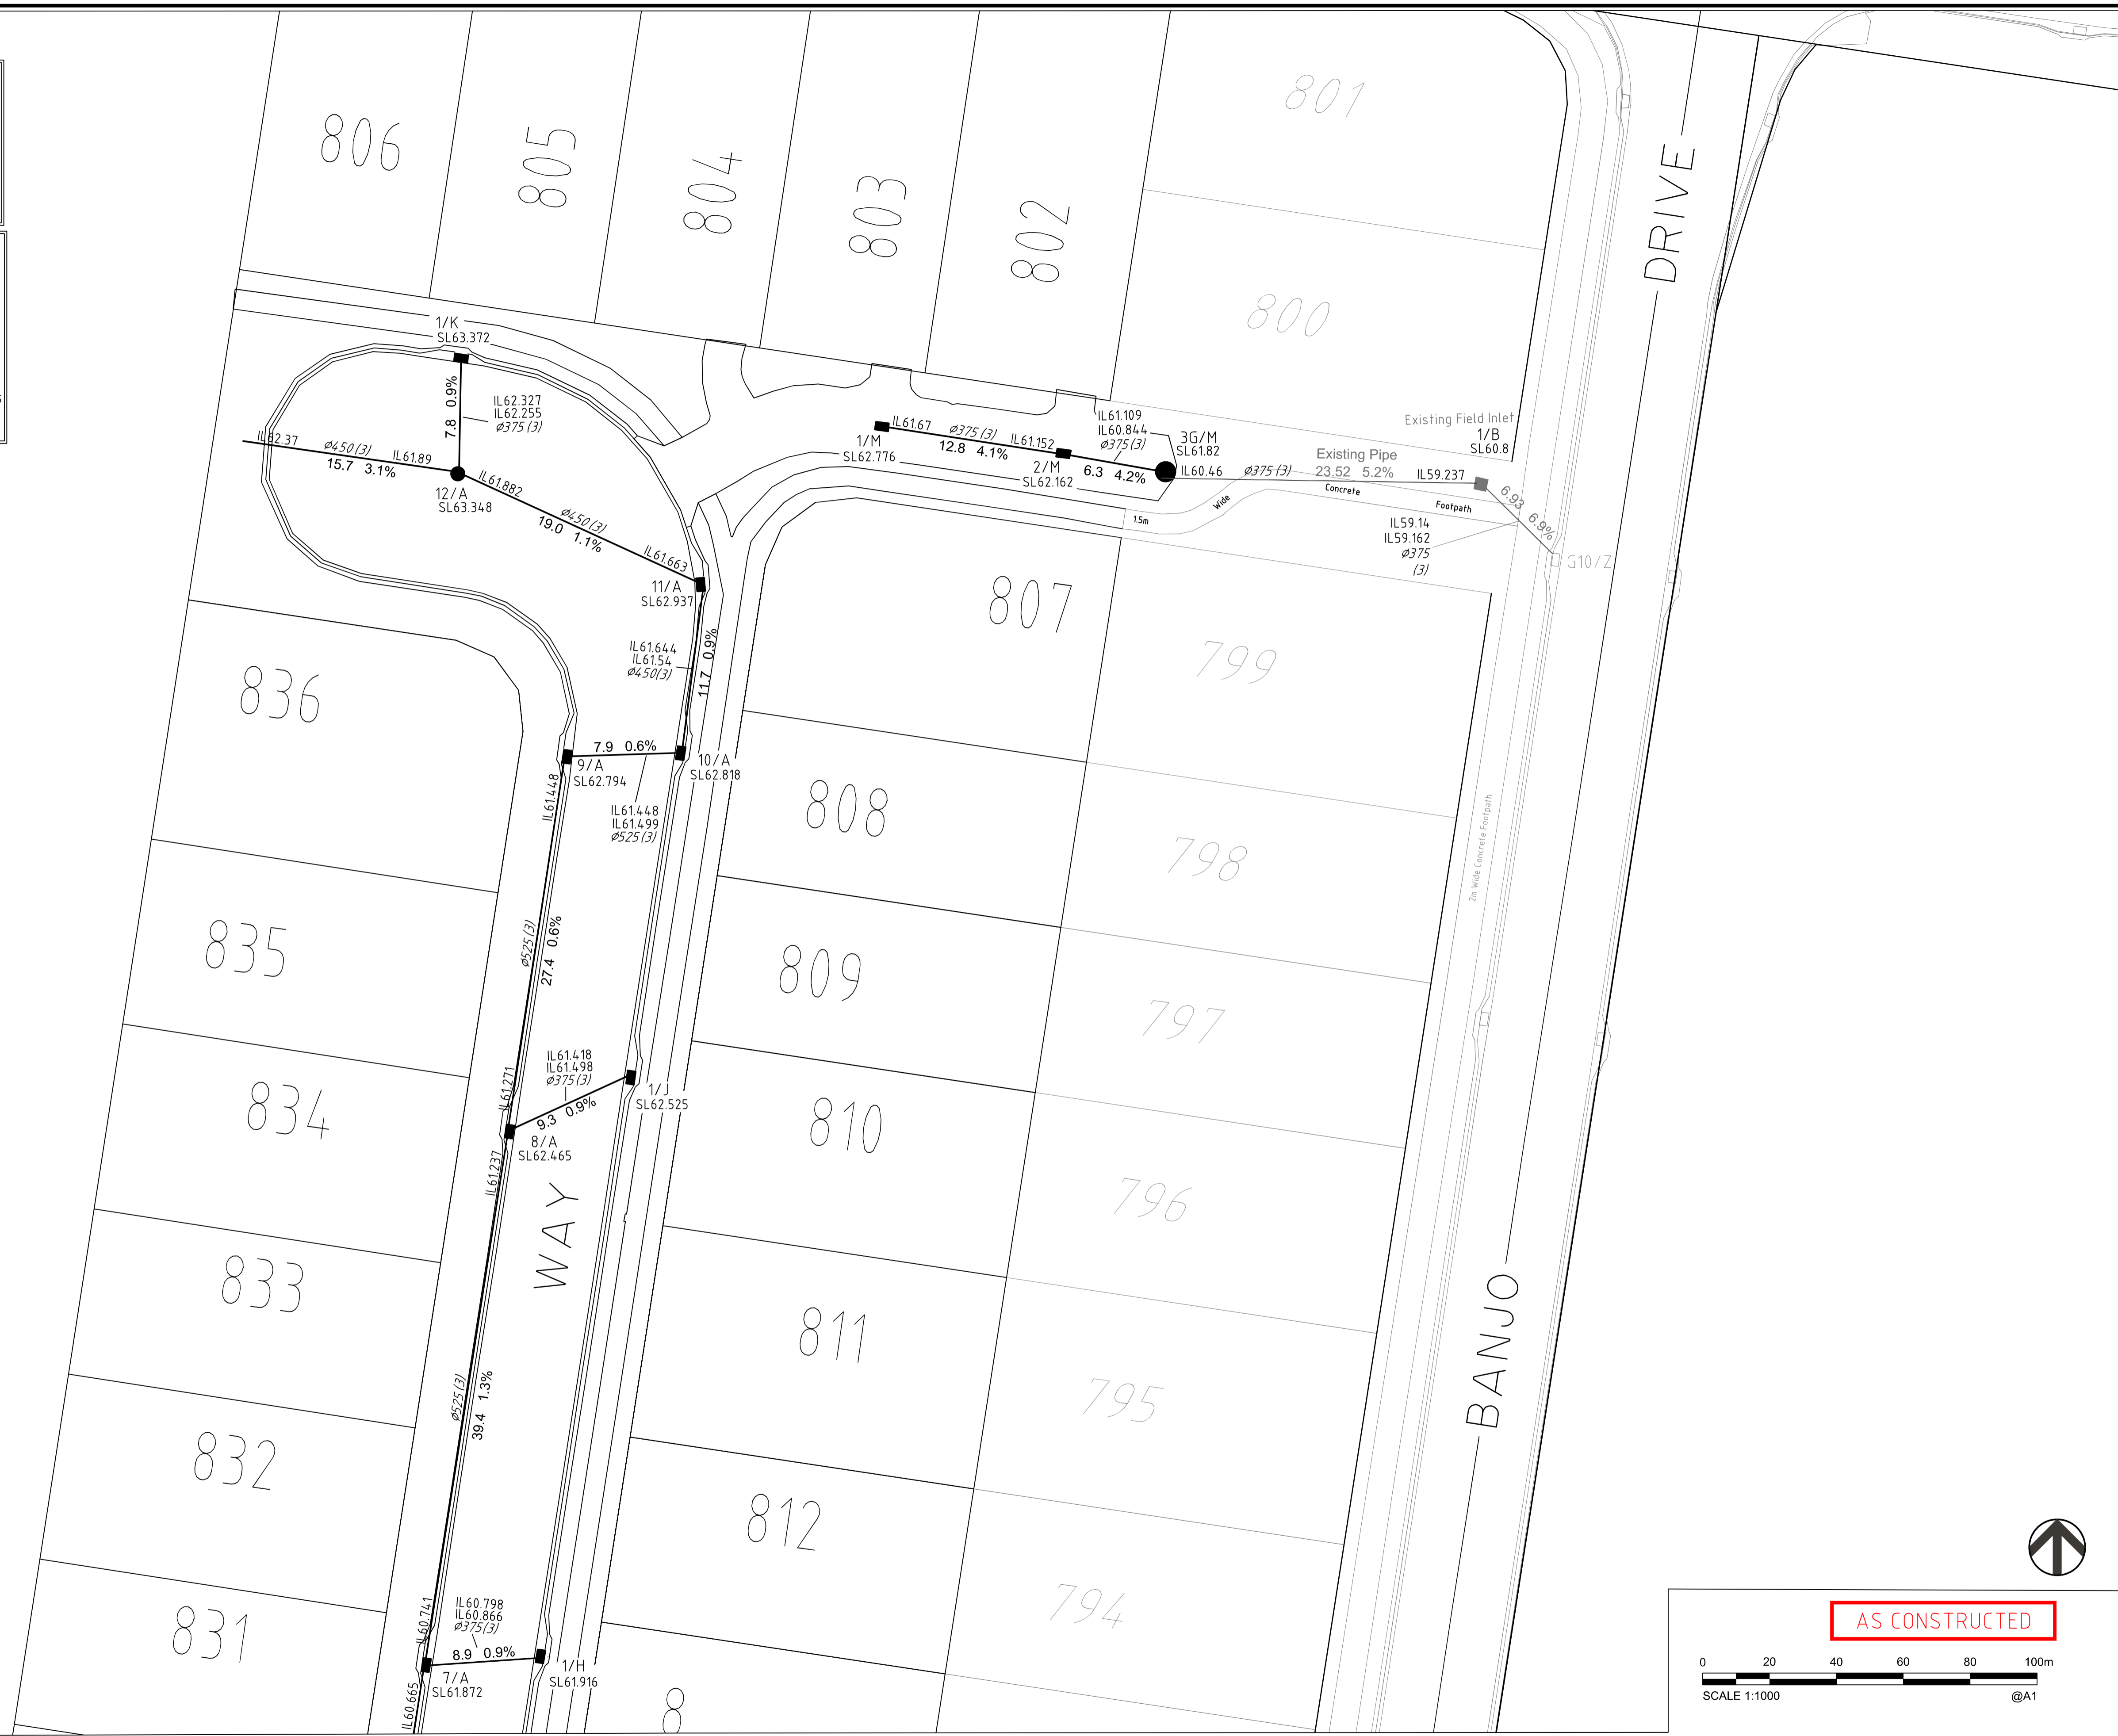 801
806
805
804
803
802
800
DRIVE
1/K
SL63.372
7.8 0.9%
IL62.327
IL62.255
Ø375(3)
IL62.37
Ø450(3)
IL61.89
15.7 3.1%
12/A
SL63.348
IL61.882
Ø450(3)
19.0 1.1%
IL61.663
11/A
SL62.937
IL61.67
Ø375(3)
IL61.152
1/M
SL62.776
12.8 4.1%
2/M
SL62.162
6.3 4.2%
IL61.109
IL60.844
Ø375(3)
3G/M
SL61.82
IL60.46
Ø375(3)
Existing Pipe
23.52 5.2%
IL59.237
Existing Field Inlet
1/B
SL60.8
1.5m
Wide
Concrete
Footpath
6.93 6.9%
G10/Z
IL59.14
IL59.162
Ø375
(3)
807
799
IL61.644
IL61.54
Ø450(3)
11.7 0.9%
836
7.9 0.6%
9/A
SL62.794
10/A
SL62.818
IL61.448
IL61.448
IL61.499
Ø525(3)
808
798
2m Wide Concrete Footpath
Ø525(3)
27.4 0.6%
835
809
797
IL61.271
IL61.418
IL61.498
Ø375(3)
9.3 0.9%
1/J
SL62.525
8/A
SL62.465
IL61.237
834
810
796
WAY
833
811
795
BANJO
Ø525(3)
39.4 1.3%
832
812
794
831
IL60.741
IL60.798
IL60.866
Ø375(3)
8.9 0.9%
1/H
SL61.916
7/A
SL61.872
IL60.665
8
AS CONSTRUCTED
0 20 40 60 80 100m
SCALE 1:1000 @A1